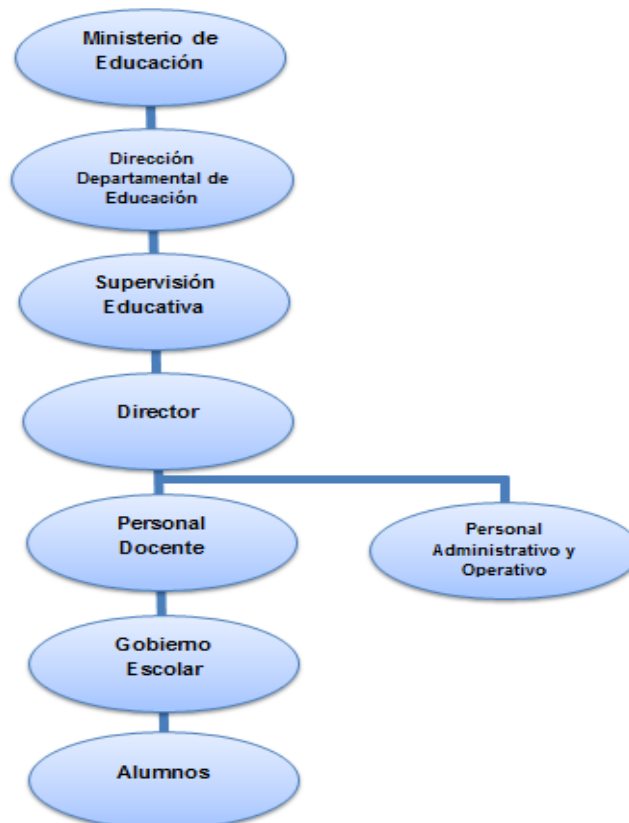 Ministerio de
Educación
Dirección
Departamental de
Educación
Supervisión
Educativa
Director
Personal
Docente
Personal
Administrativo y
Operativo
Gobierno
Escolar
Alumnos